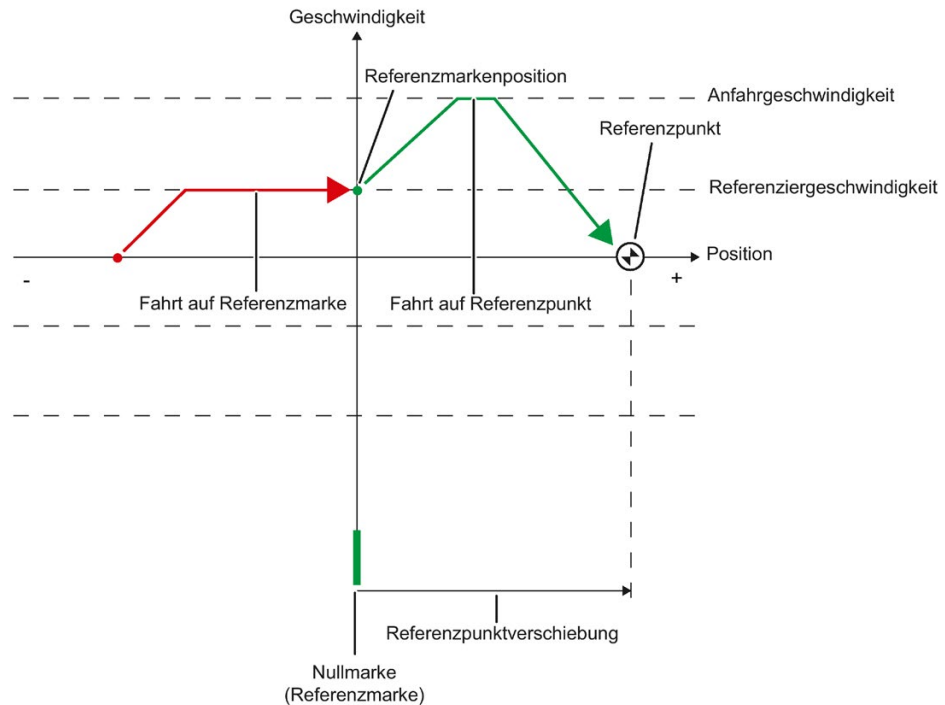 Geschwindigkeit
Referenzmarkenposition
Anfahrgeschwindigkeit
Referenzpunkt
Referenziergeschwindigkeit
Position
-
+
Fahrt auf Referenzmarke
Fahrt auf Referenzpunkt
Referenzpunktverschiebung
Nullmarke
(Referenzmarke)